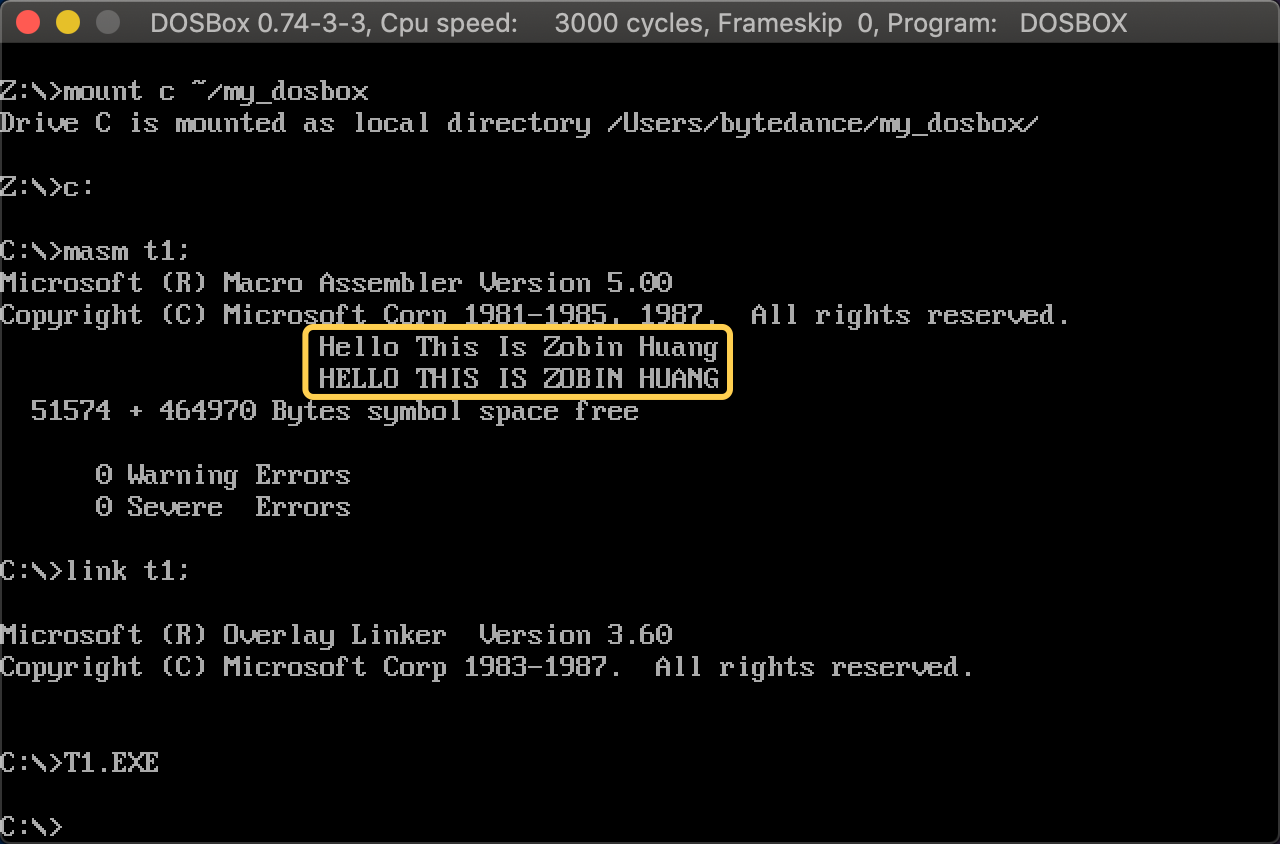 DOSBox 0.74-3-3, Cpu speed:    3000 cycles, Frameskip  0, Program:   DOSBOX
Z:\>mount c ~/my_dosbox
Drive C is mounted as local directory /Users/bytedance/my_dosbox/
Z:\>c:
C:\>masm t1;
Microsoft (R) Macro Assembler Version 5.00
Copyright (C) Microsoft Corp 1981-1985, 1987.  All rights reserved.
Hello This Is Zobin Huang
HELLO THIS IS ZOBIN HUANG
51574 + 464970 Bytes symbol space free
0 Warning Errors
0 Severe  Errors
C:\>link t1;
Microsoft (R) Overlay Linker  Version 3.60
Copyright (C) Microsoft Corp 1983-1987.  All rights reserved.
C:\>T1.EXE
C:\>